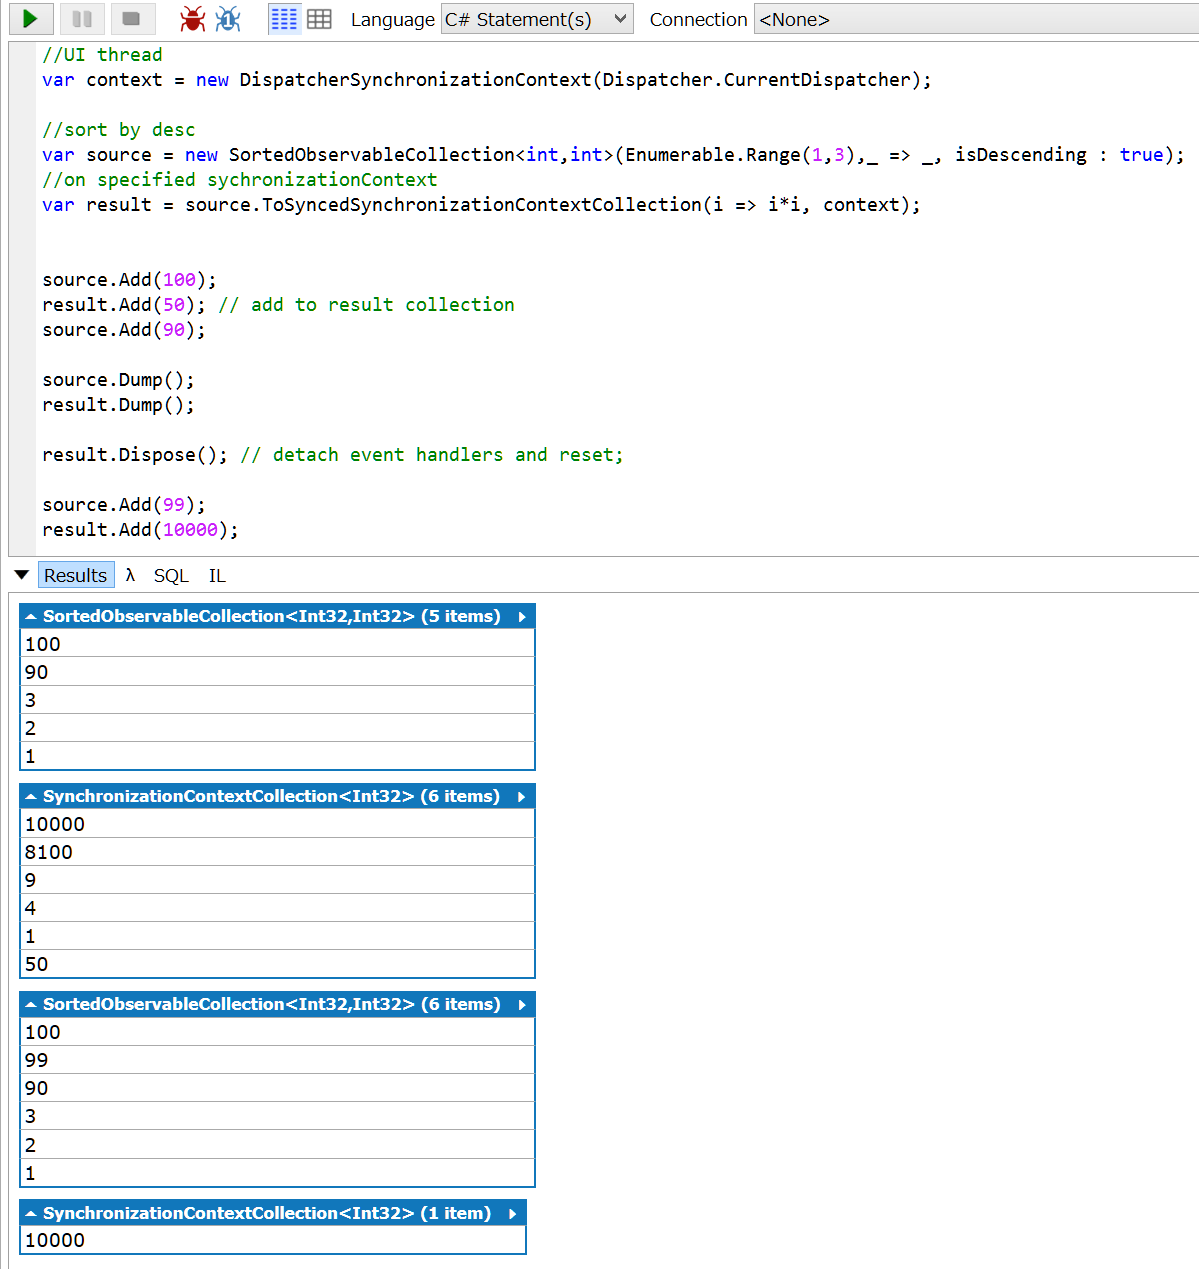 Language C# Statement(s) Connection <None>
//UI thread
var context = new DispatcherSynchronizationContext(Dispatcher.CurrentDispatcher);
//sort by desc
var source = new SortedObservableCollection<int,int>(Enumerable.Range(1,3),_ => _, isDescending : true);
//on specified sychronizationContext
var result = source.ToSyncedSynchronizationContextCollection(i => i*i, context);
source.Add(100);
result.Add(50); // add to result collection
source.Add(90);
source.Dump();
result.Dump();
result.Dispose(); // detach event handlers and reset;
source.Add(99);
result.Add(10000);
Results λ SQL IL
SortedObservableCollection<Int32,Int32> (5 items)
100
90
3
2
1
SynchronizationContextCollection<Int32> (6 items)
10000
8100
9
4
1
50
SortedObservableCollection<Int32,Int32> (6 items)
100
99
90
3
2
1
SynchronizationContextCollection<Int32> (1 item)
10000